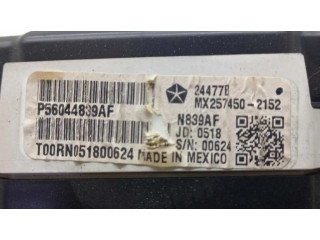 24477B
P56044839AF
MX257450-2152
N839AF
JD: 0518
S/N: 00624
T00RN051800624 MADE IN MEXICO